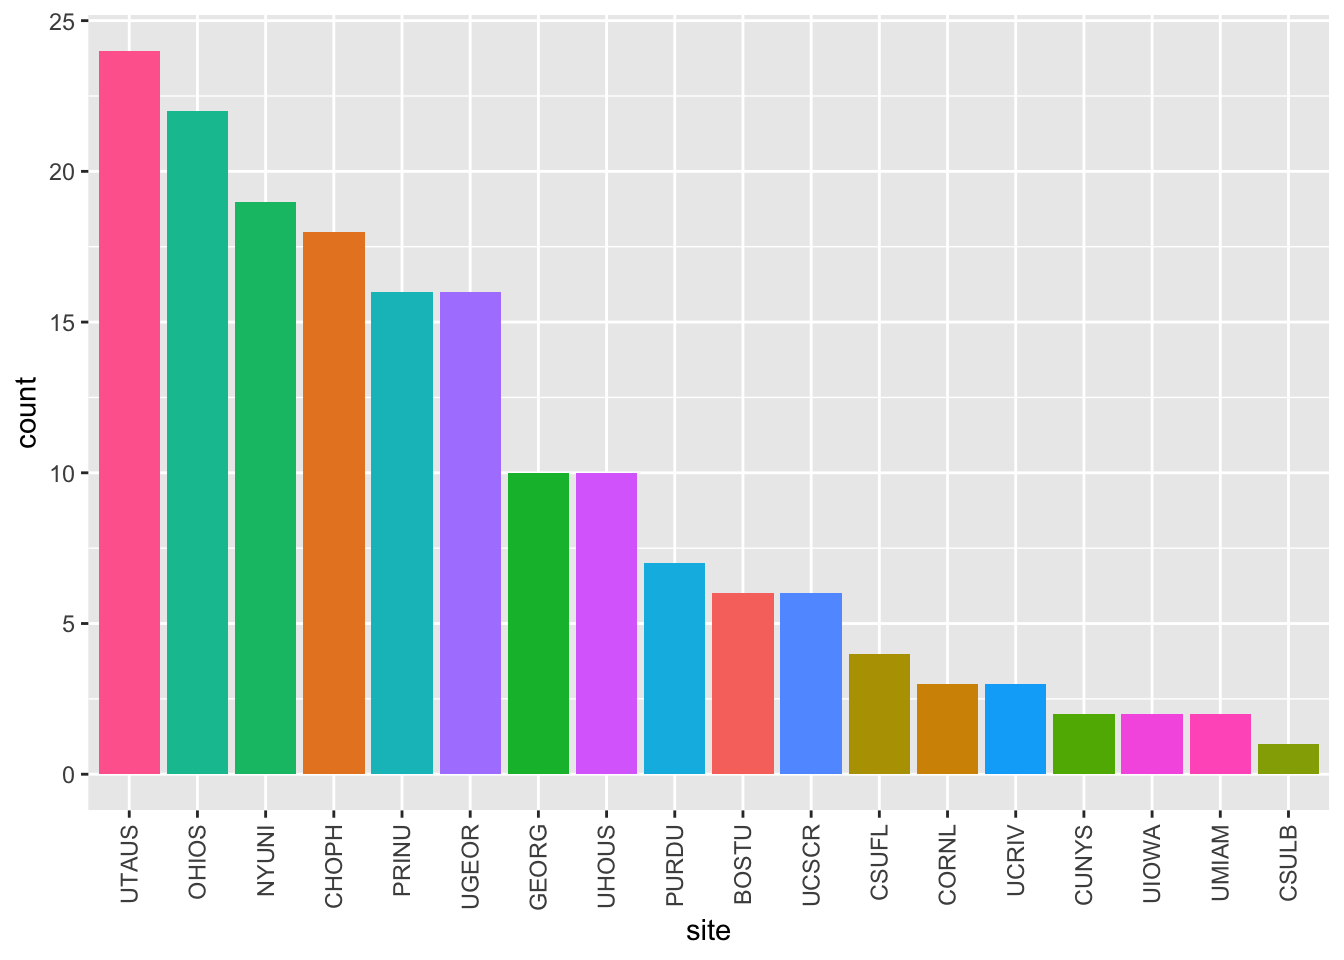 25
20
15
10
5
0
count
UTAUS
OHIOS
NYUNI
CHOPH
PRINU
UGEOR
GEORG
UHOUS
PURDU
BOSTU
UCSCR
CSUFL
CORNL
UCRIV
CUNYS
UIOWA
UMIAM
CSULB
site